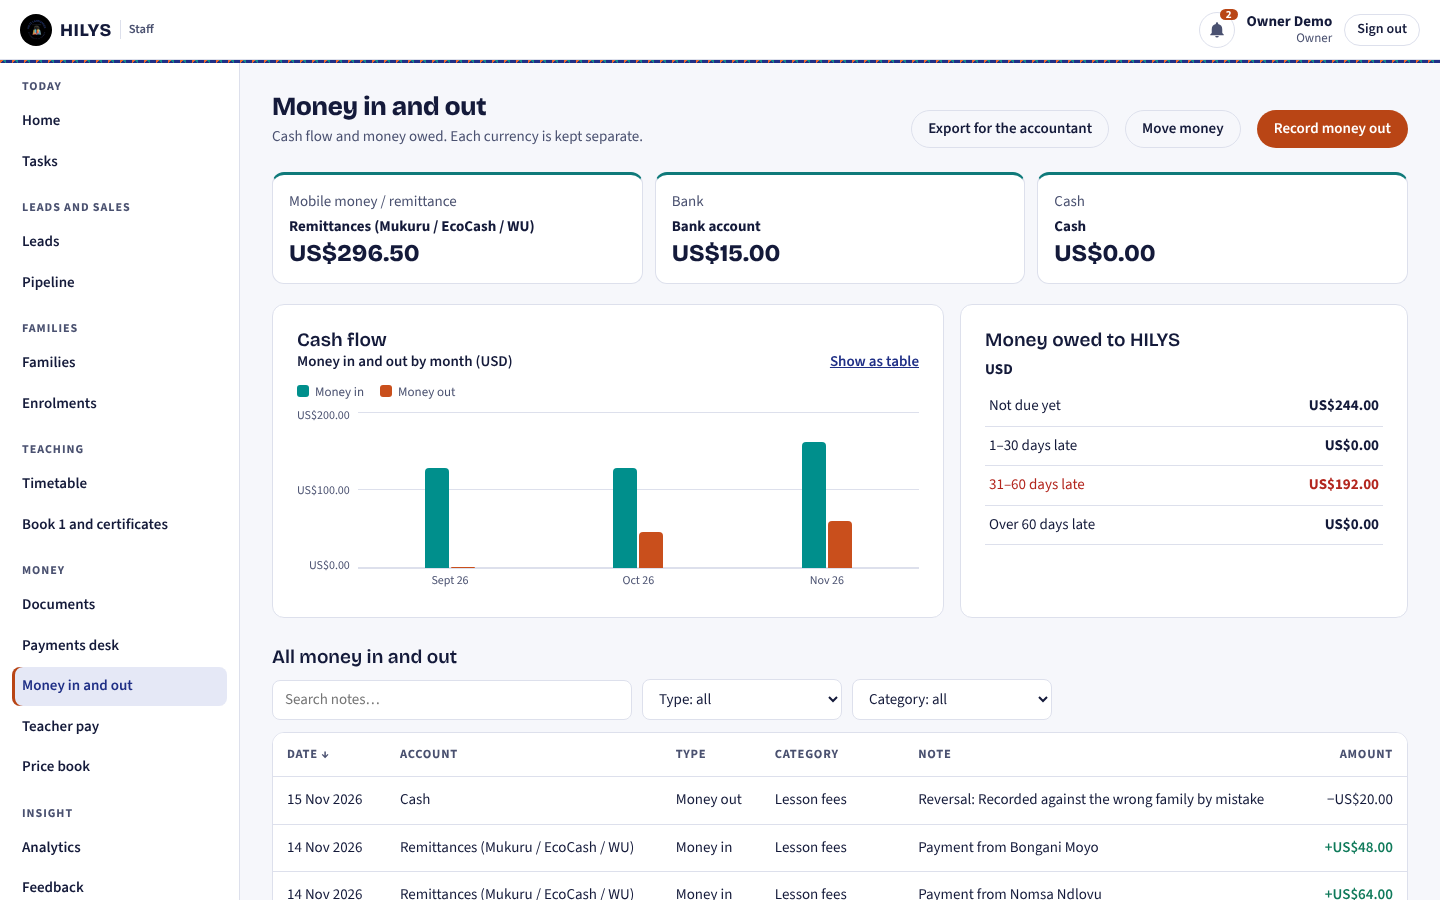 HILYS
Staff
2
Owner Demo
Owner
Sign out
TODAY
Home
Tasks
LEADS AND SALES
Leads
Pipeline
FAMILIES
Families
Enrolments
TEACHING
Timetable
Book 1 and certificates
MONEY
Documents
Payments desk
Money in and out
Teacher pay
Price book
INSIGHT
Analytics
Feedback
Money in and out
Cash flow and money owed. Each currency is kept separate.
Export for the accountant
Move money
Record money out
Mobile money / remittance
Remittances (Mukuru / EcoCash / WU)
US$296.50
Bank
Bank account
US$15.00
Cash
Cash
US$0.00
Cash flow
Money in and out by month (USD)
Show as table
Money in
Money out
US$200.00
US$100.00
US$0.00
Sept 26
Oct 26
Nov 26
Money owed to HILYS
USD
Not due yet US$244.00
1–30 days late US$0.00
31–60 days late US$192.00
Over 60 days late US$0.00
All money in and out
Search notes…
Type: all
Category: all
DATE ↓ ACCOUNT TYPE CATEGORY NOTE AMOUNT
15 Nov 2026 Cash Money out Lesson fees Reversal: Recorded against the wrong family by mistake −US$20.00
14 Nov 2026 Remittances (Mukuru / EcoCash / WU) Money in Lesson fees Payment from Bongani Moyo +US$48.00
14 Nov 2026 Remittances (Mukuru / EcoCash / WU) Money in Lesson fees Payment from Nomsa Ndlovu +US$64.00